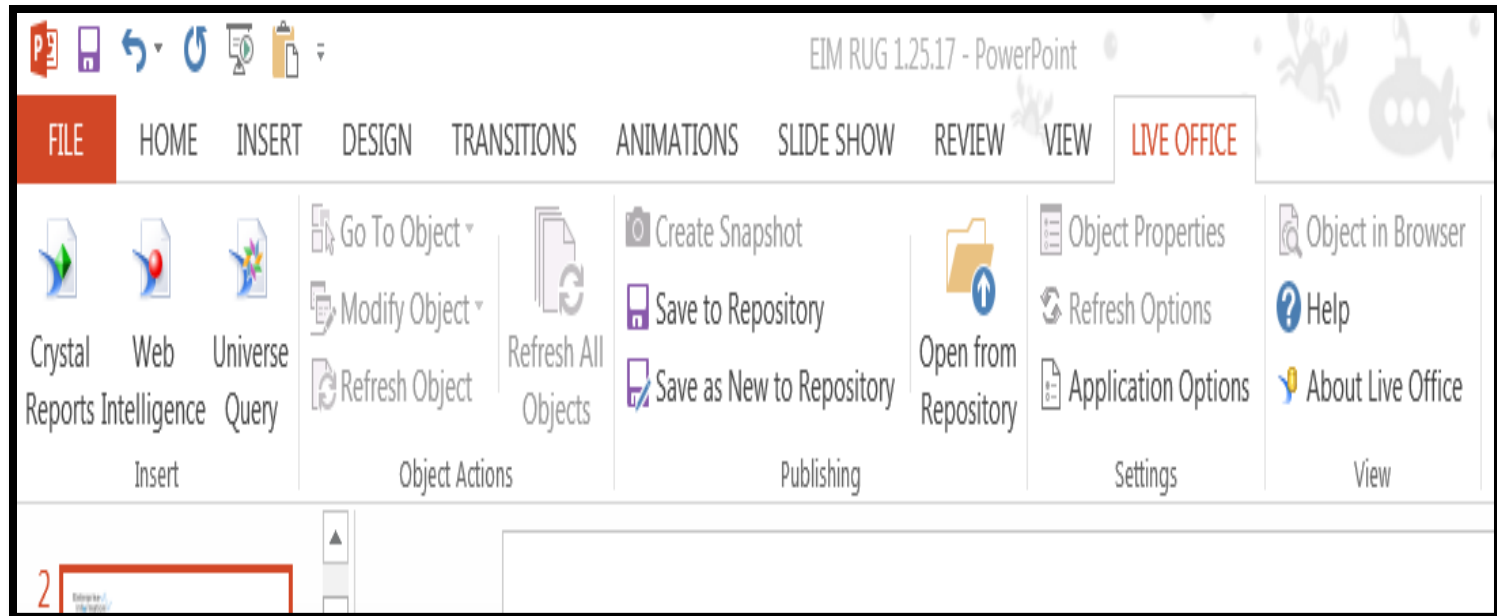 EIM RUG 1.25.17 - PowerPoint
FILE HOME INSERT DESIGN TRANSITIONS ANIMATIONS SLIDE SHOW REVIEW VIEW LIVE OFFICE
Crystal
Reports
Web
Intelligence
Universe
Query
Insert
Go To Object
Modify Object
Refresh Object
Refresh All
Objects
Object Actions
Create Snapshot
Save to Repository
Save as New to Repository
Open from
Repository
Publishing
Object Properties
Refresh Options
Application Options
Settings
Object in Browser
Help
About Live Office
View
2